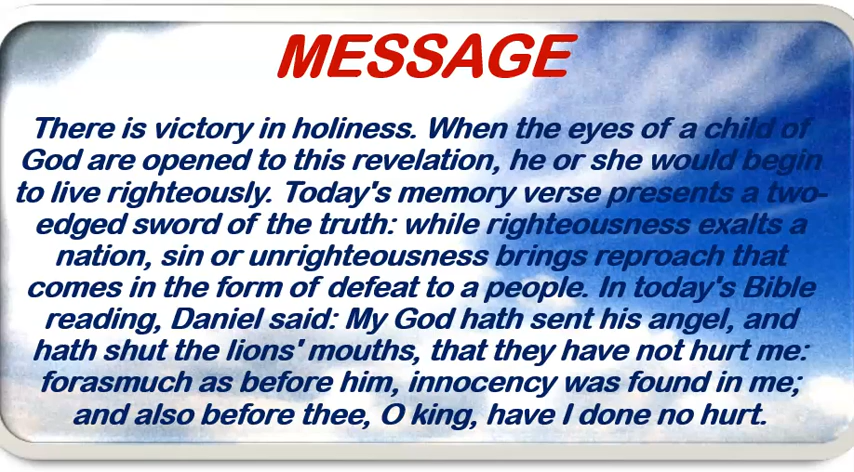 MESSAGE
There is victory in holiness. When the eyes of a child of
God are opened to this revelation, he or she would begin
to live righteously. Today's memory verse presents a two-
edged sword of the truth: while righteousness exalts a
nation, sin or unrighteousness brings reproach that
comes in the form of defeat to a people. In today's Bible
reading, Daniel said: My God hath sent his angel, and
hath shut the lions' mouths, that they have not hurt me:
forasmuch as before him, innocency was found in me;
and also before thee, O king, have I done no hurt.